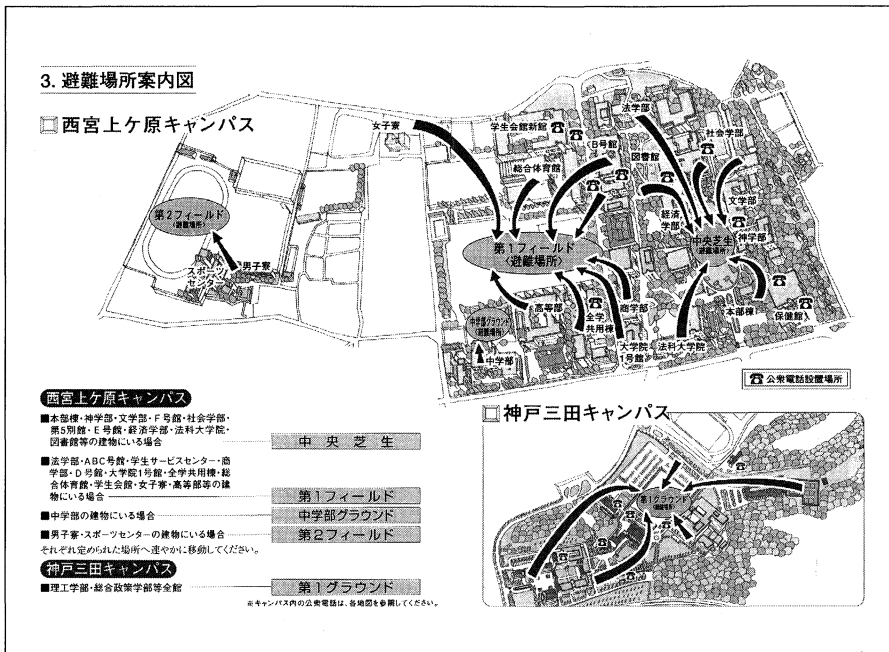 3. 避難場所案内図
西宮上ケ原キャンパス
女子寮
学生会館新館
法学部
B号館
図書館
社会学部
総合体育館
文学部
経済
学部
神学部
中央芝生
〈避難場所〉
第2フィールド
〈避難場所〉
第1フィールド
〈避難場所〉
男子寮
スポーツ
センター
高等部
中学部グラウンド
〈避難場所〉
中学部
全学
共用棟
商学部
大学院
1号館
法科大学院
本部棟
保健館
公衆電話設置場所
西宮上ケ原キャンパス
■本部棟・神学部・文学部・F号館・社会学部・
第5別館・E号館・経済学部・法科大学院・
図書館等の建物にいる場合
中央芝生
■法学部・ABC号館・学生サービスセンター・商
学部・D号館・大学院1号館・全学共用棟・総
合体育館・学生会館・女子寮・高等部等の建
物にいる場合
第1フィールド
■中学部の建物にいる場合
中学部グラウンド
■男子寮・スポーツセンターの建物にいる場合
第2フィールド
それぞれ定められた場所へ速やかに移動してください。
神戸三田キャンパス
■理工学部・総合政策学部等全館
第1グラウンド
※キャンパス内の公衆電話は、各地図を参照してください。
神戸三田キャンパス
第1グラウンド
〈避難場所〉